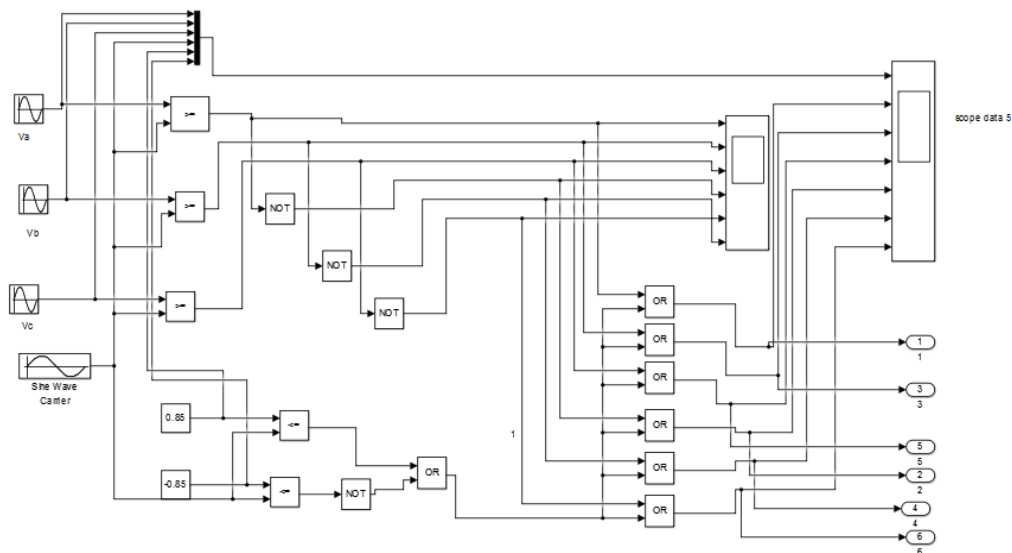 Va
scope data 5
>=
Vb
>=
NOT
NOT
Vc
>=
NOT
OR
OR
OR
OR
OR
OR
1
1
3
3
5
5
2
2
4
4
6
Sine Wave
Carrier
0.85
<=
1
-0.85
<=
NOT
OR